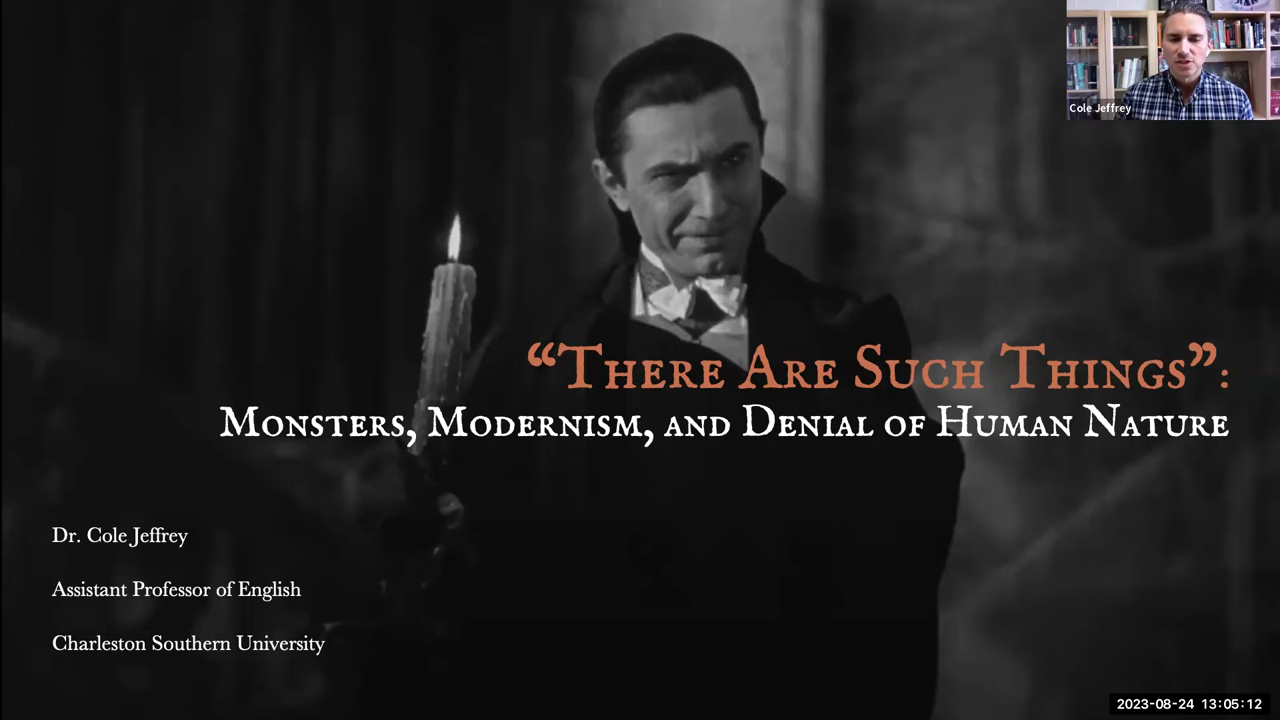 Cole Jeffrey
“There Are Such Things”:
Monsters, Modernism, and Denial of Human Nature
Dr. Cole Jeffrey
Assistant Professor of English
Charleston Southern University
2023-08-24 13:05:12